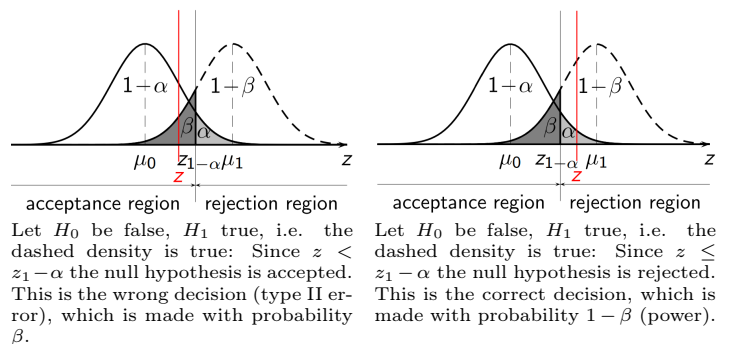 1−α 1−β
β α
μ0 z1−α μ1 z
z
acceptance region rejection region
Let H0 be false, H1 true, i.e. the
dashed density is true: Since z <
z1−α the null hypothesis is accepted.
This is the wrong decision (type II er-
ror), which is made with probability
β.
1−α 1−β
β α
μ0 z1−α μ1 z
z
acceptance region rejection region
Let H0 be false, H1 true, i.e. the
dashed density is true: Since z ≤
z1−α the null hypothesis is rejected.
This is the correct decision, which is
made with probability 1−β (power).